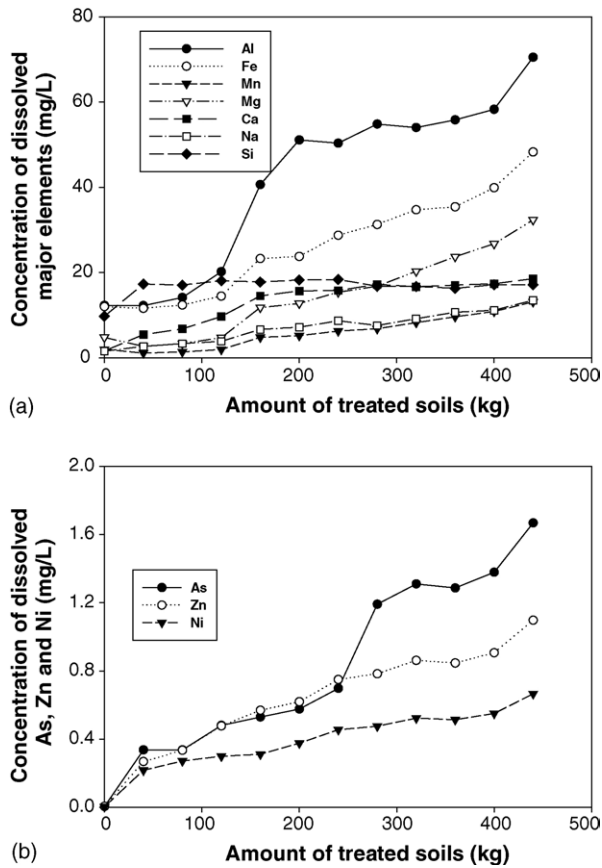 80
60
40
20
0
Concentration of dissolved
major elements (mg/L)
Al
Fe
Mn
Mg
Ca
Na
Si
0 100 200 300 400 500
(a)
Amount of treated soils (kg)
2.0
1.6
1.2
0.8
0.4
0.0
Concentration of dissolved
As, Zn and Ni (mg/L)
As
Zn
Ni
0 100 200 300 400 500
(b)
Amount of treated soils (kg)